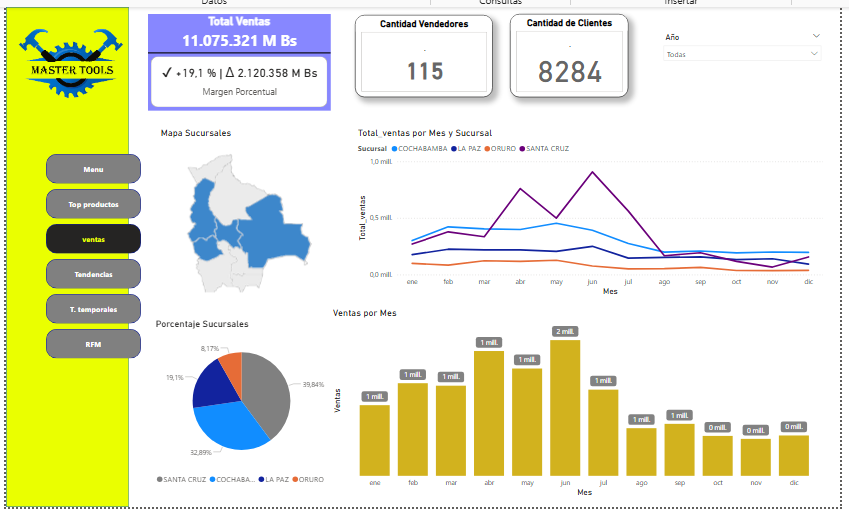 Datos
Consultas
Insertar
MASTER TOOLS
Total Ventas
11.075.321 M Bs
✓ +19,1 % | Δ 2.120.358 M Bs
Margen Porcentual
Cantidad Vendedores
115
Cantidad de Clientes
8284
Año
Todas
Menu
Top productos
ventas
Tendencias
T. temporales
RFM
Mapa Sucursales
Total_ventas por Mes y Sucursal
Sucursal COCHABAMBA LA PAZ ORURO SANTA CRUZ
Total_ventas
1,0 mill.
0,5 mill.
0,0 mill.
ene feb mar abr may jun jul ago sep oct nov dic
Mes
Porcentaje Sucursales
8,17%
19,1%
39,84%
32,89%
SANTA CRUZ COCHABA... LA PAZ ORURO
Ventas por Mes
Ventas
1 mill. 1 mill. 1 mill. 1 mill. 1 mill. 2 mill. 1 mill. 1 mill. 1 mill. 0 mill. 0 mill. 0 mill.
ene feb mar abr may jun jul ago sep oct nov dic
Mes